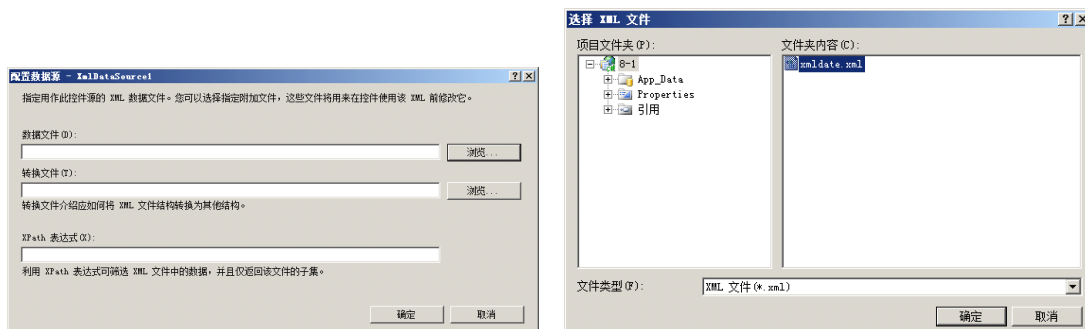 配置数据源 - XmlDataSource1
指定用作此控件源的 XML 数据文件。您可以选择指定附加文件，这些文件将用来在控件使用该 XML 前修改它。
数据文件(D):
浏览...
转换文件(T):
浏览...
转换文件介绍应如何将 XML 文件结构转换为其他结构。
XPath 表达式(X):
利用 XPath 表达式可筛选 XML 文件中的数据，并且仅返回该文件的子集。
确定 取消
选择 XML 文件
项目文件夹(P): 文件夹内容(C):
8-1 xmldate.xml
App_Data
Properties
引用
文件类型(F): XML 文件(*.xml)
确定 取消